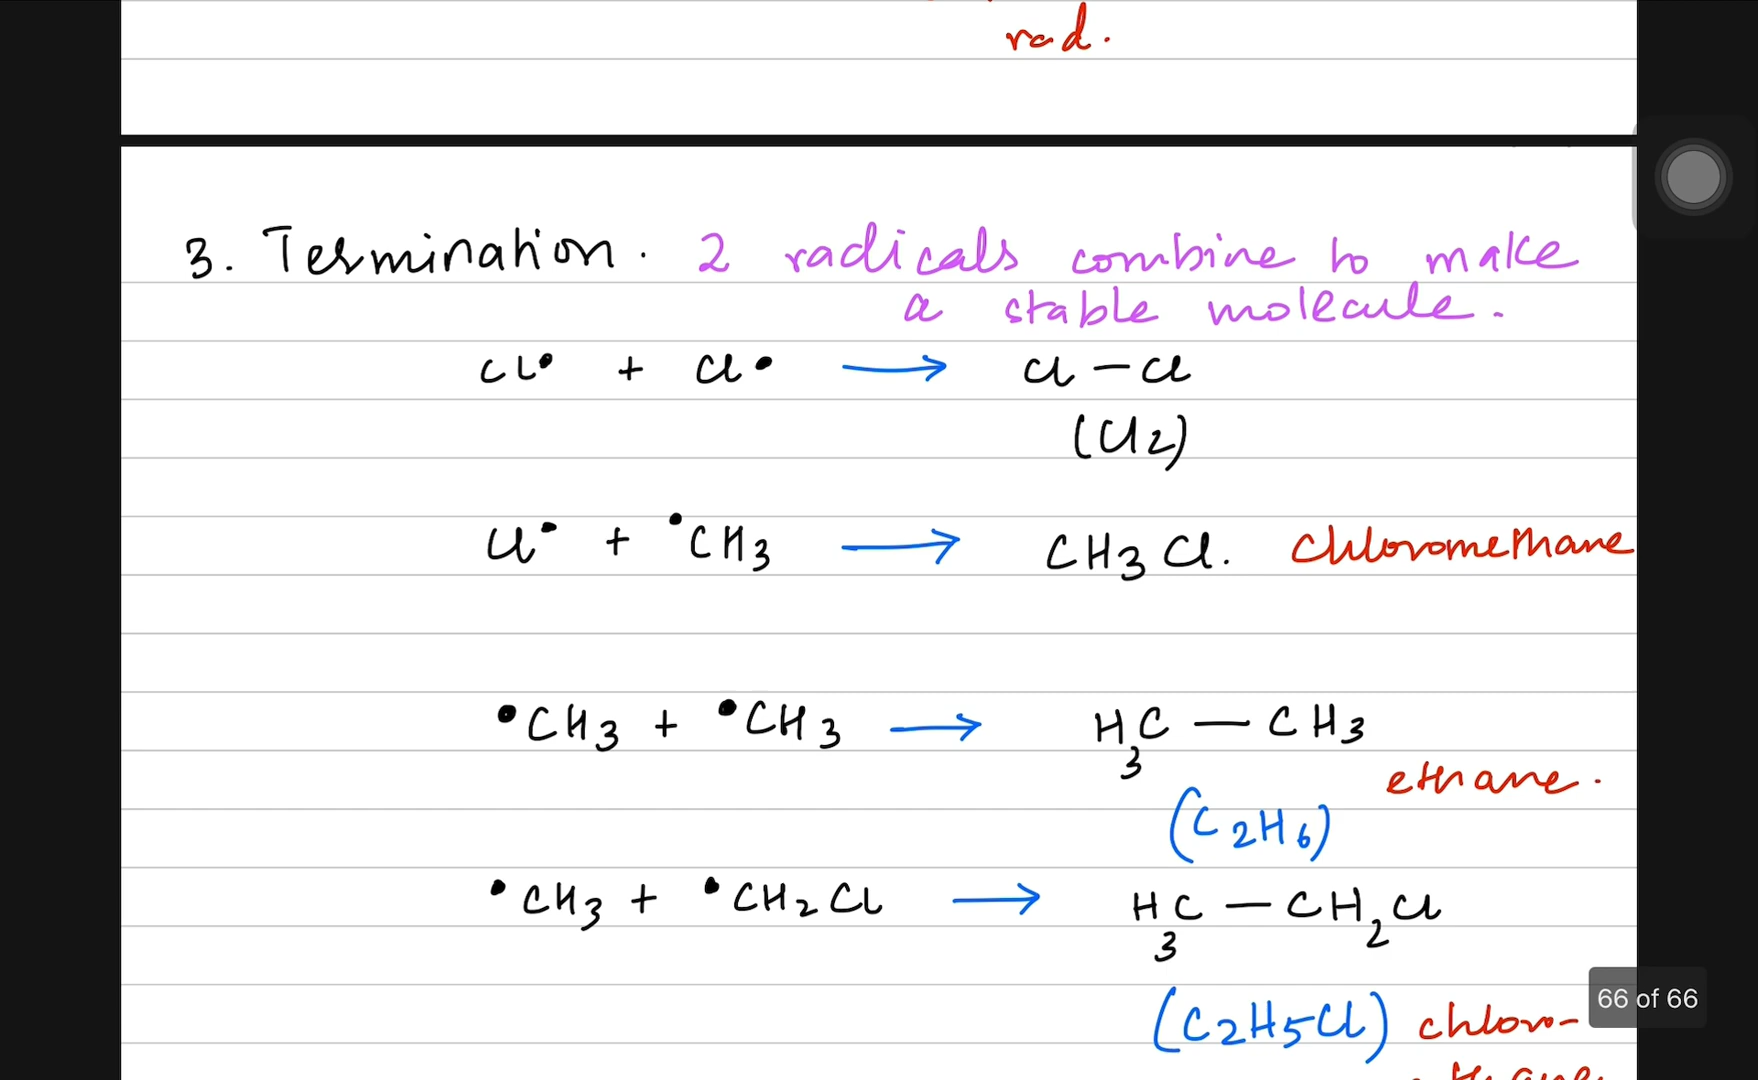 rad.
3. Termination. 2 radicals combine to make
a stable molecule.
Cl• + Cl• → Cl – Cl
(Cl2)
Cl• + •CH3 → CH3Cl. Chloromethane
•CH3 + •CH3 → H3C – CH3
ethane.
(C2H6)
•CH3 + •CH2Cl → H3C – CH2Cl
66 of 66
(C2H5Cl) chloro-